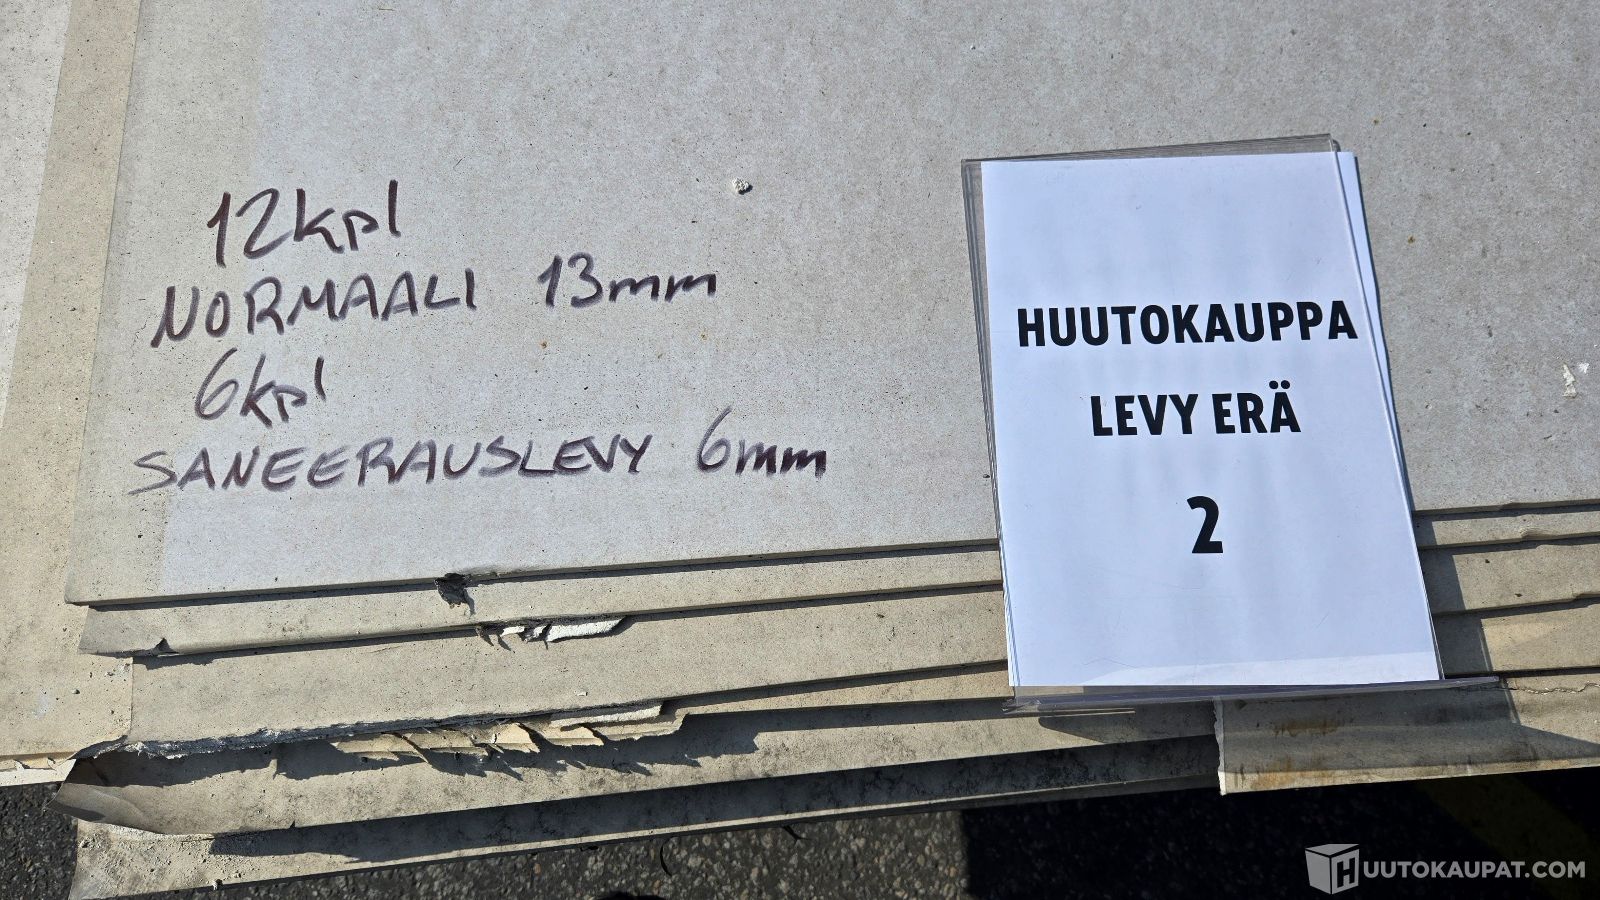 12kpl
NORMAALI 13mm
6kpl
SANEERAUSLEVY 6mm
HUUTOKAUPPA
LEVY ERÄ
2
HUUTOKAUPAT.COM